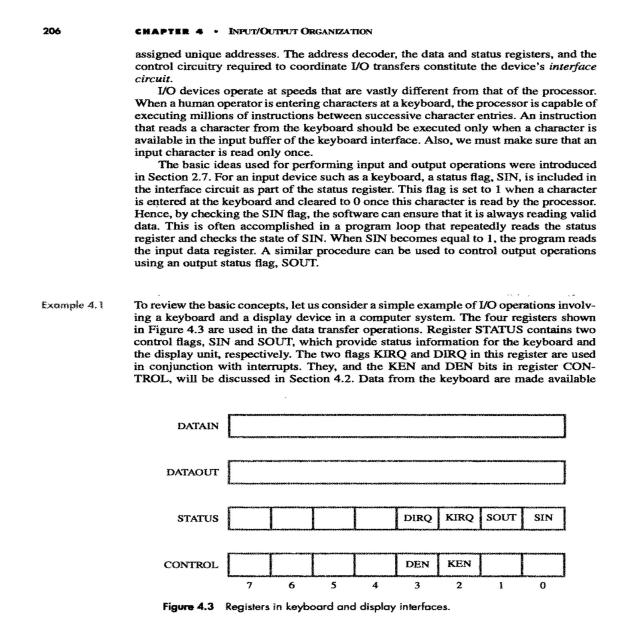 206 CHAPTER 4 • INPUT/OUTPUT ORGANIZATION
assigned unique addresses. The address decoder, the data and status registers, and the
control circuitry required to coordinate I/O transfers constitute the device's interface
circuit.
I/O devices operate at speeds that are vastly different from that of the processor.
When a human operator is entering characters at a keyboard, the processor is capable of
executing millions of instructions between successive character entries. An instruction
that reads a character from the keyboard should be executed only when a character is
available in the input buffer of the keyboard interface. Also, we must make sure that an
input character is read only once.
The basic ideas used for performing input and output operations were introduced
in Section 2.7. For an input device such as a keyboard, a status flag, SIN, is included in
the interface circuit as part of the status register. This flag is set to 1 when a character
is entered at the keyboard and cleared to 0 once this character is read by the processor.
Hence, by checking the SIN flag, the software can ensure that it is always reading valid
data. This is often accomplished in a program loop that repeatedly reads the status
register and checks the state of SIN. When SIN becomes equal to 1, the program reads
the input data register. A similar procedure can be used to control output operations
using an output status flag, SOUT.
Example 4.1 To review the basic concepts, let us consider a simple example of I/O operations involv-
ing a keyboard and a display device in a computer system. The four registers shown
in Figure 4.3 are used in the data transfer operations. Register STATUS contains two
control flags, SIN and SOUT, which provide status information for the keyboard and
the display unit, respectively. The two flags KIRQ and DIRQ in this register are used
in conjunction with interrupts. They, and the KEN and DEN bits in register CON-
TROL, will be discussed in Section 4.2. Data from the keyboard are made available
DATAIN
DATAOUT
STATUS DIRQ KIRQ SOUT SIN
CONTROL DEN KEN
7 6 5 4 3 2 1 0
Figure 4.3 Registers in keyboard and display interfaces.